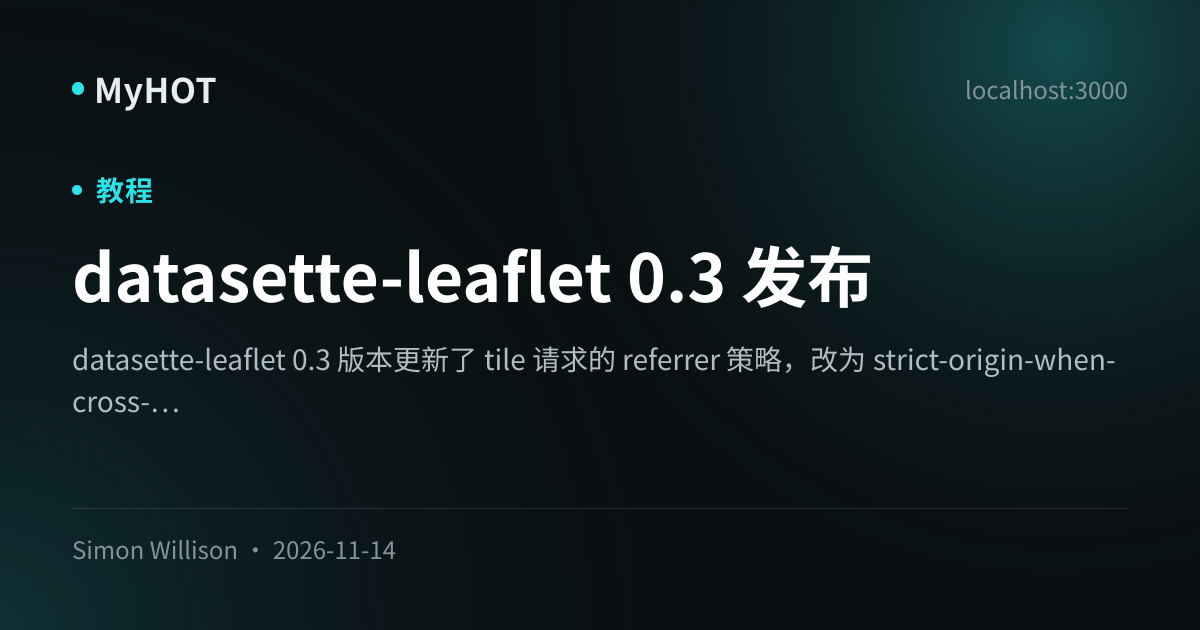 MyHOT
localhost:3000
教程
datasette-leaflet 0.3 发布
datasette-leaflet 0.3 版本更新了 tile 请求的 referrer 策略，改为 strict-origin-when-
cross-…
Simon Willison · 2026-11-14